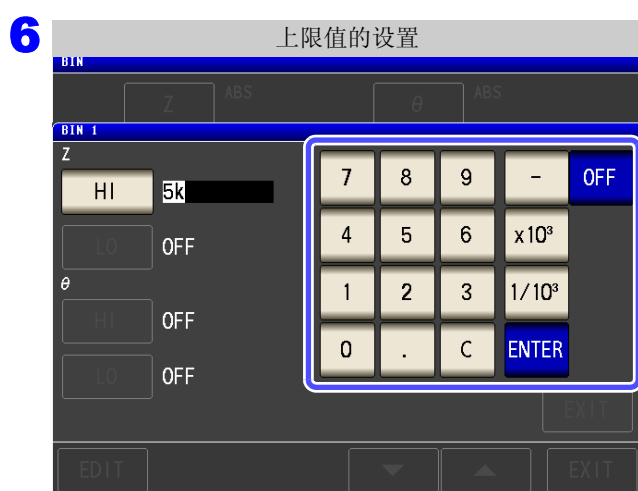 6
上限值的设置
BIN
Z ABS θ ABS
BIN 1
Z
HI 5k
LO OFF
θ
HI OFF
LO OFF
7 8 9 - OFF
4 5 6 x10³
1 2 3 1/10³
0 . C ENTER
EXIT
EDIT EXIT